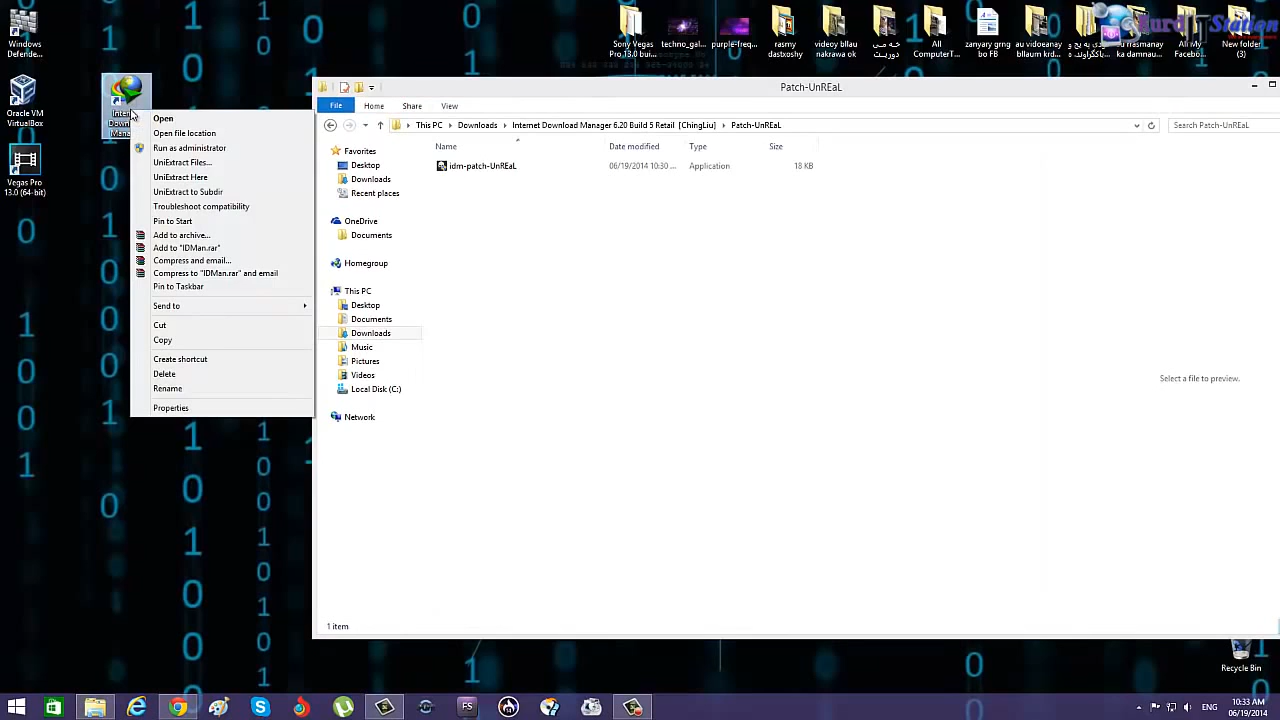 Windows
Defende...
Oracle VM
VirtualBox
Vegas Pro
13.0 (64-bit)
Open
Open file location
Run as administrator
UniExtract Files...
UniExtract Here
UniExtract to Subdir
Troubleshoot compatibility
Pin to Start
Add to archive...
Add to "IDMan.rar"
Compress and email...
Compress to "IDMan.rar" and email
Pin to Taskbar
Send to
Cut
Copy
Create shortcut
Delete
Rename
Properties
Sony Vegas
Pro.13.0 bui...
techno_gal...
purple-freq...
rasmy
dastxoshy
videoy bllau
nakrawa ok
All
ComputerT...
zanyary grng
bo FB
au vidoeanay
bllaum krd...
Ali My
Facebo...
New folder
(3)
Patch-UnREaL
File Home Share View
This PC Downloads Internet Download Manager 6.20 Build 5 Retail [ChingLiu] Patch-UnREaL
Search Patch-UnREaL
Name Date modified Type Size
idm-patch-UnREaL 06/19/2014 10:30 ... Application 18 KB
Favorites
Desktop
Downloads
Recent places
OneDrive
Documents
Homegroup
This PC
Desktop
Documents
Downloads
Music
Pictures
Videos
Local Disk (C:)
Network
Select a file to preview.
1 item
Recycle Bin
ENG
10:33 AM
06/19/2014